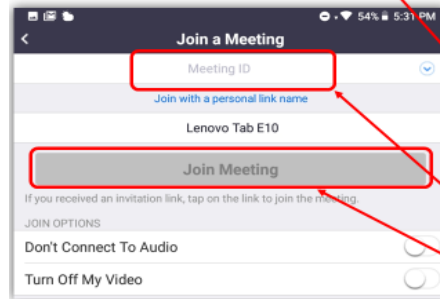 54% 5:31 PM
Join a Meeting
Meeting ID
Join with a personal link name
Lenovo Tab E10
Join Meeting
If you received an invitation link, tap on the link to join the meeting.
JOIN OPTIONS
Don't Connect To Audio
Turn Off My Video